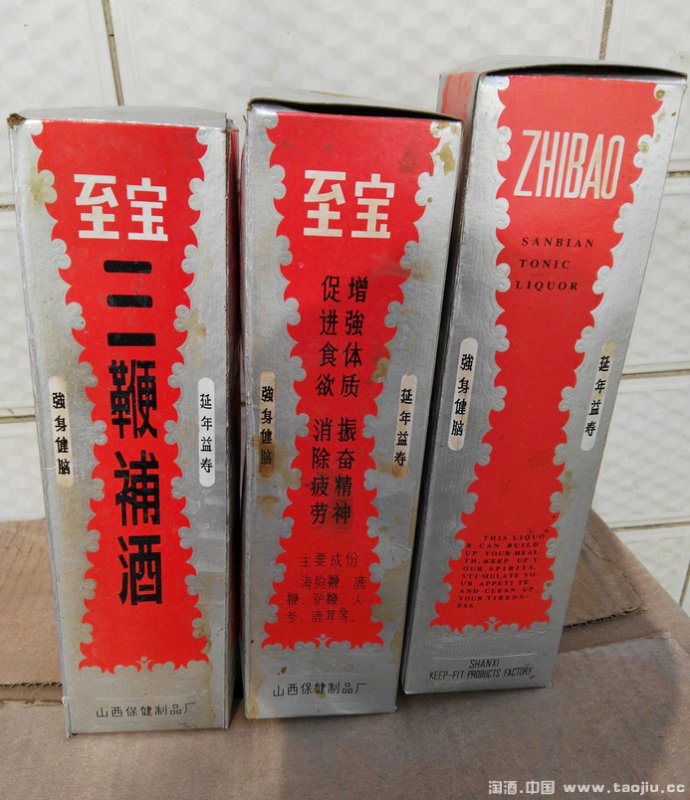 至宝
三鞭補酒
強身健脑
延年益寿
山西保健制品厂
至宝
增強体质 振奋精神
促进食欲 消除疲劳
強身健脑
延年益寿
主要成份
海狗鞭、鹿
鞭、驴鞭、人
参、鹿茸等。
山西保健制品厂
ZHIBAO
SANBIAN
TONIC
LIQUOR
強身健脑
延年益寿
THIS LIQUO
R CAN BUILD
UP YOUR HEAL
TH, KEEP UP Y
OUR SPIRITS,
STIMULATE YO
UR APPETITE
AND CLEAN UP
YOUR TIREDN-
ESS
SHANXI
KEEP-FIT PRODUCTS FACTORY
淘酒.中国 www.taojiu.cc